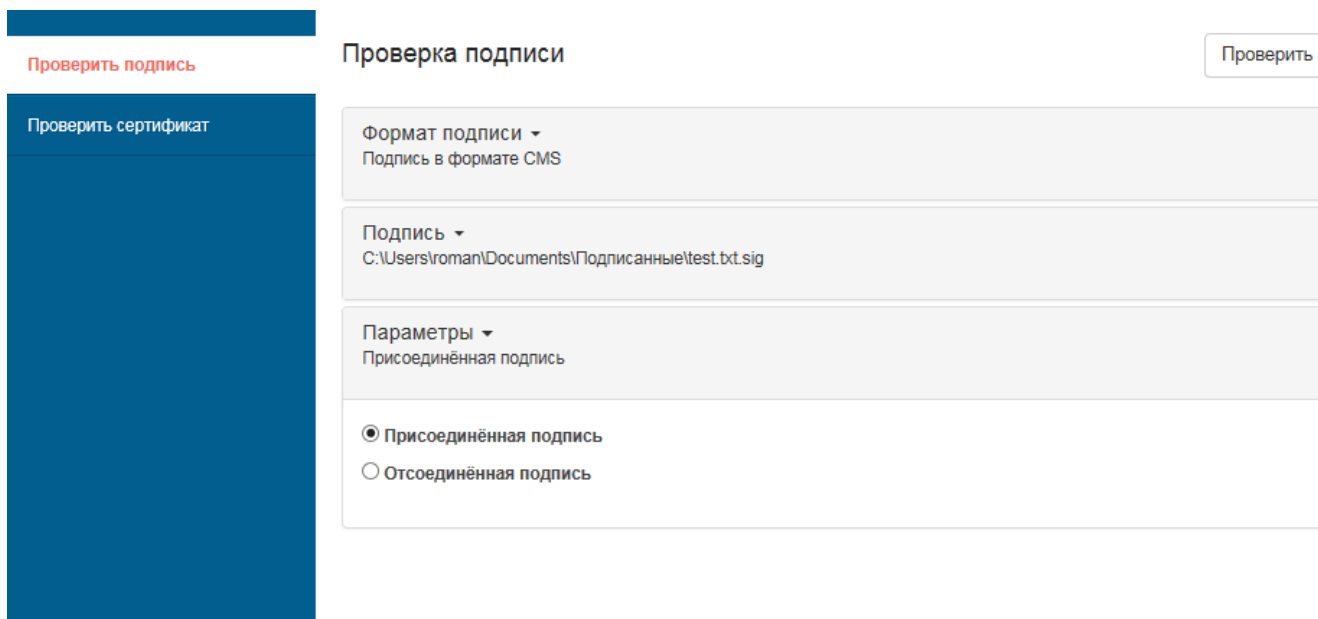 Проверить подпись
Проверить сертификат
Проверка подписи
Проверить
Формат подписи
Подпись в формате CMS
Подпись
C:\Users\roman\Documents\Подписанные\test.txt.sig
Параметры
Присоединённая подпись
Присоединённая подпись
Отсоединённая подпись